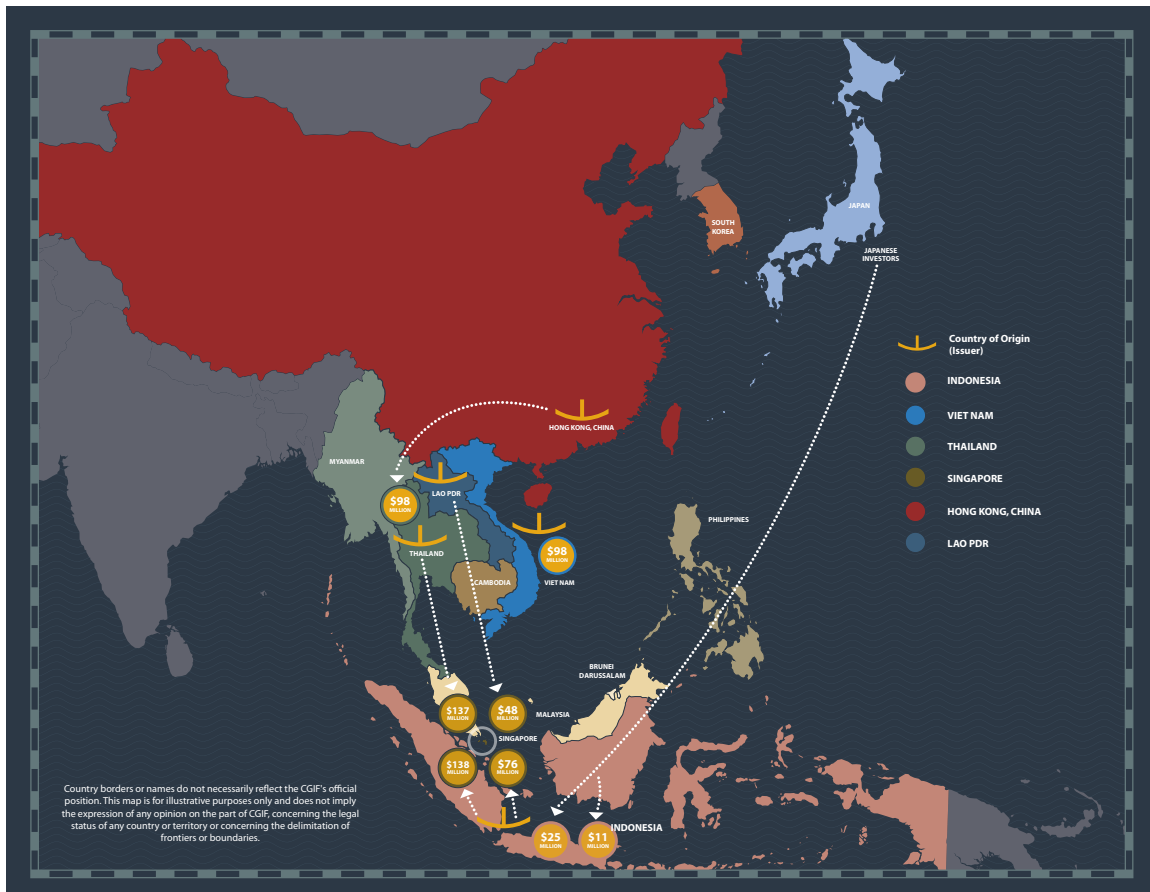 JAPAN
SOUTH
KOREA
JAPANESE
INVESTORS
Country of Origin
(Issuer)
INDONESIA
VIET NAM
THAILAND
SINGAPORE
HONG KONG, CHINA
LAO PDR
HONG KONG, CHINA
MYANMAR
LAO PDR
$98
MILLION
PHILIPPINES
THAILAND
$98
MILLION
CAMBODIA
VIET NAM
BRUNEI
DARUSSALAM
$137
MILLION
$48
MILLION
MALAYSIA
SINGAPORE
$138
MILLION
$76
MILLION
Country borders or names do not necessarily reflect the CGIF's official
position. This map is for illustrative purposes only and does not imply
the expression of any opinion on the part of CGIF, concerning the legal
status of any country or territory or concerning the delimitation of
frontiers or boundaries.
INDONESIA
$25
MILLION
$11
MILLION